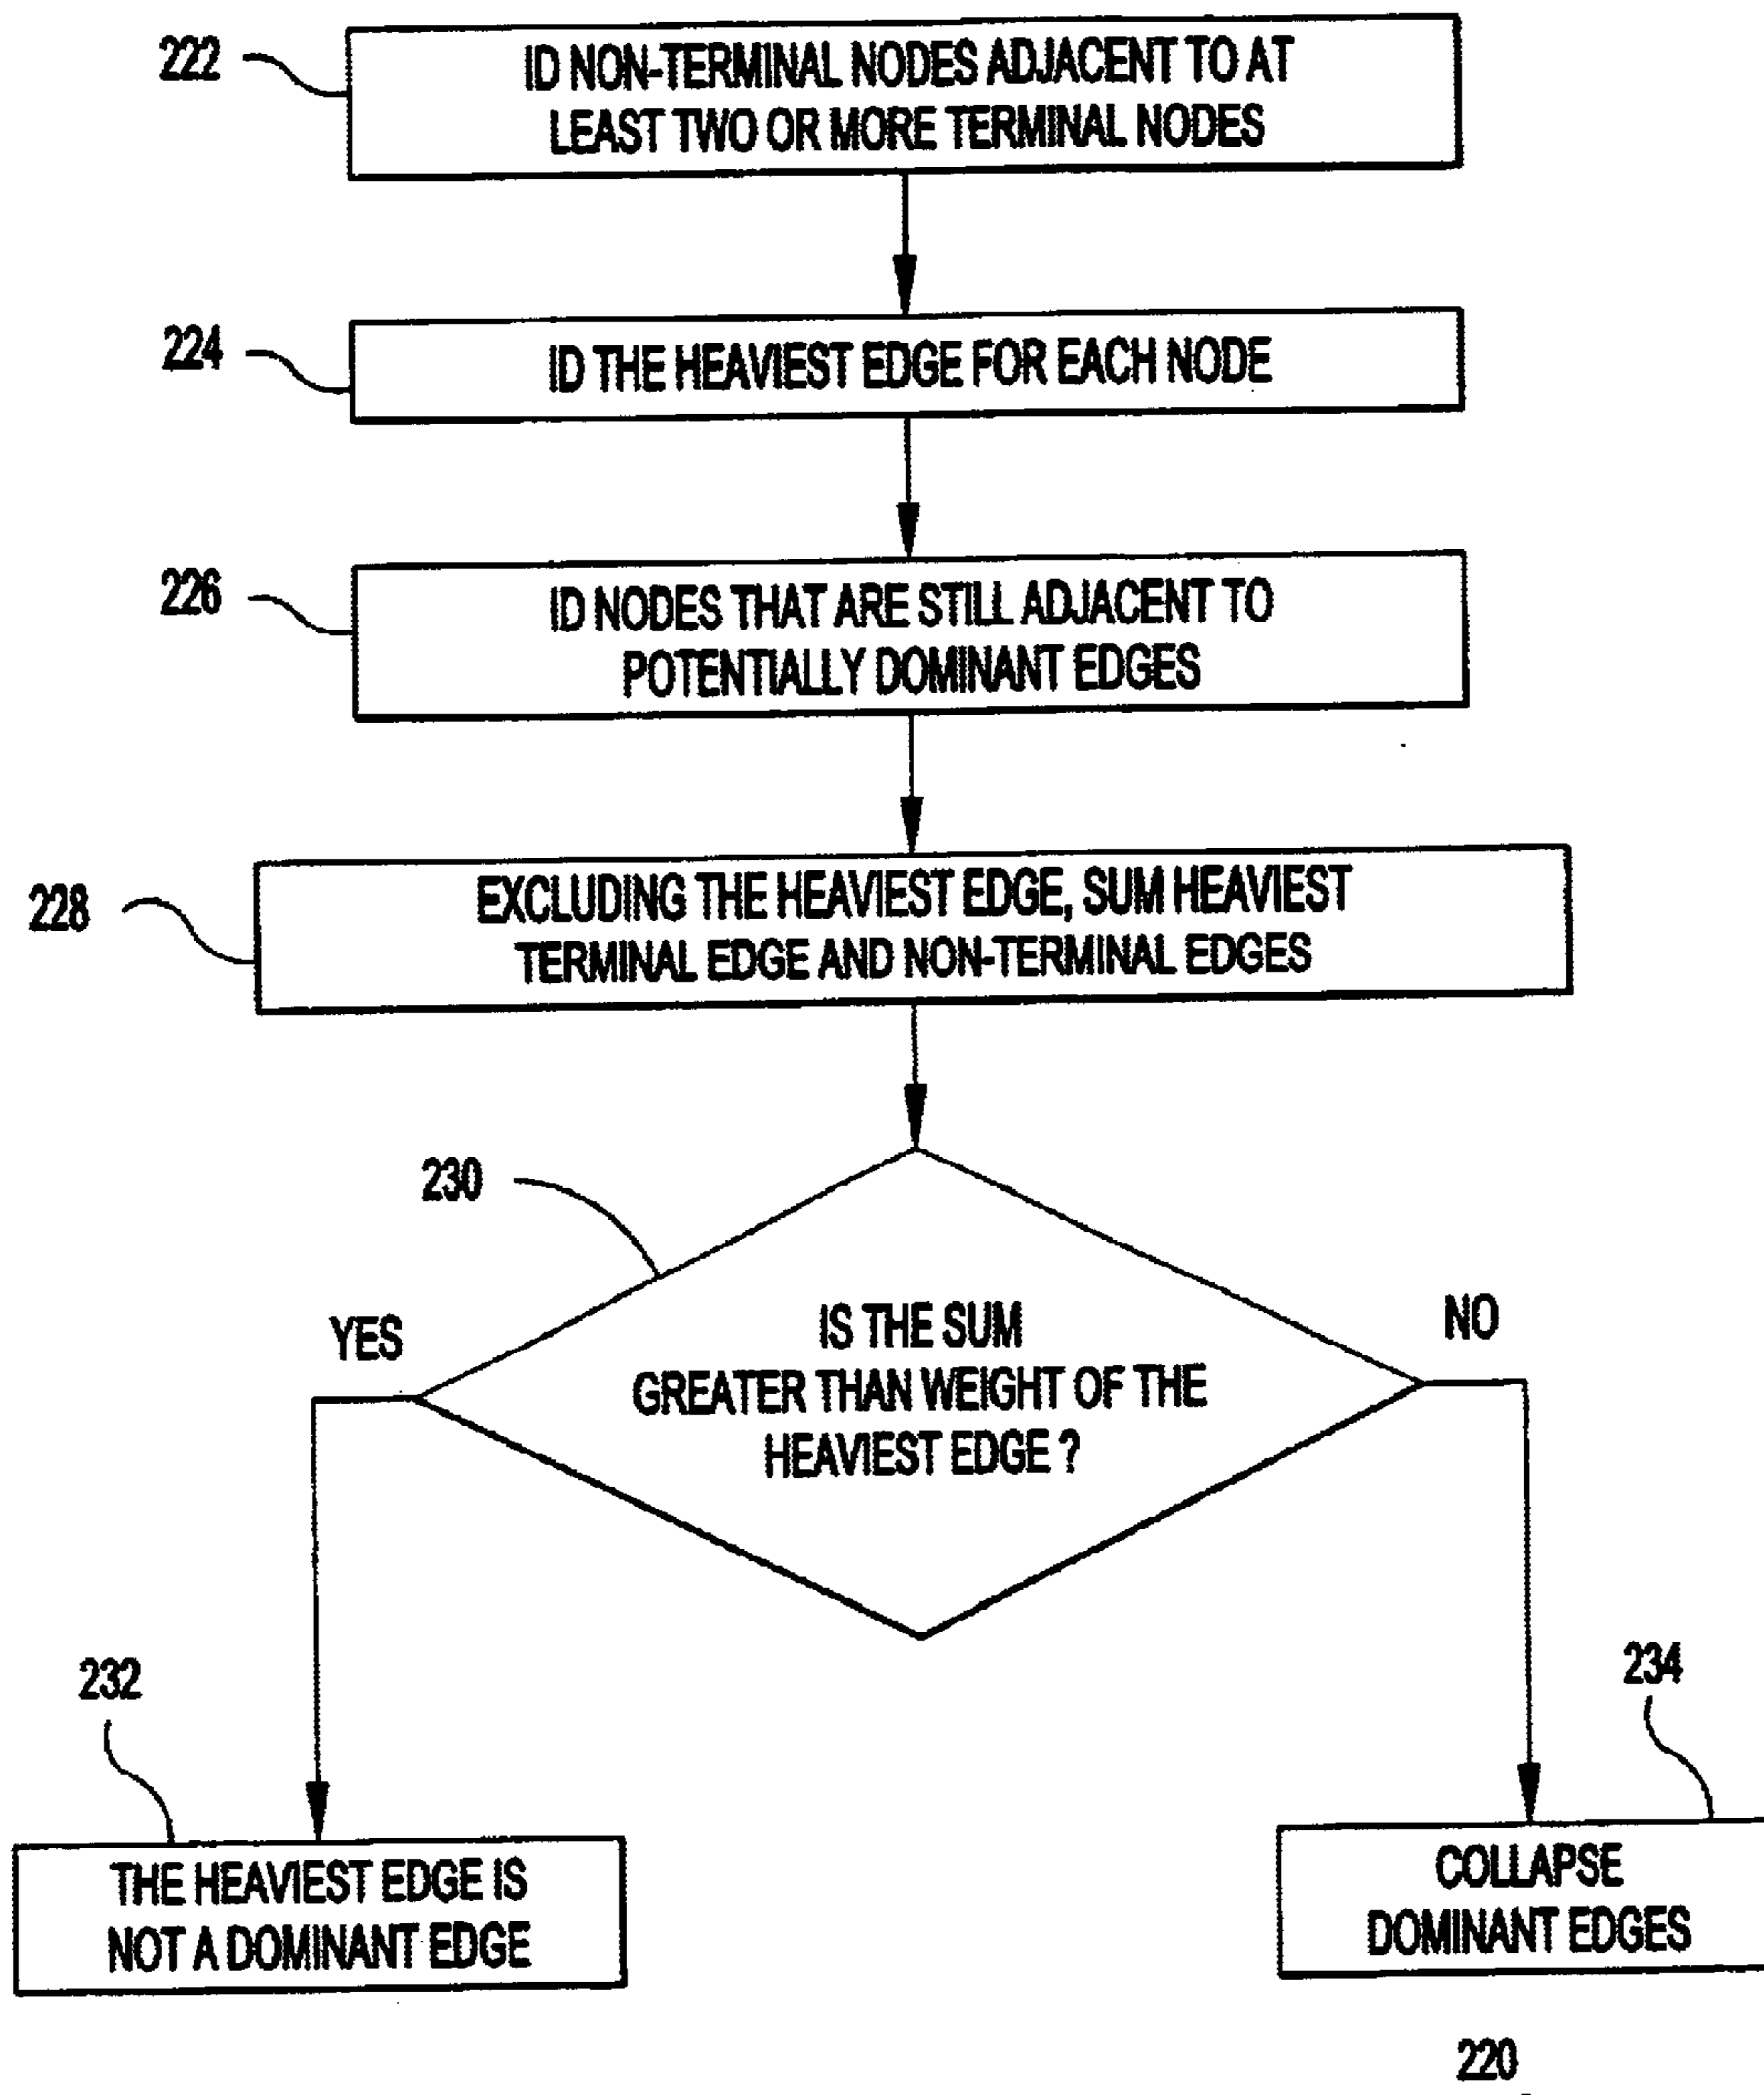 222
ID NON-TERMINAL NODES ADJACENT TO AT
LEAST TWO OR MORE TERMINAL NODES
224
ID THE HEAVIEST EDGE FOR EACH NODE
226
ID NODES THAT ARE STILL ADJACENT TO
POTENTIALLY DOMINANT EDGES
228
EXCLUDING THE HEAVIEST EDGE, SUM HEAVIEST
TERMINAL EDGE AND NON-TERMINAL EDGES
230
YES
IS THE SUM
GREATER THAN WEIGHT OF THE
HEAVIEST EDGE ?
NO
232
THE HEAVIEST EDGE IS
NOT A DOMINANT EDGE
234
COLLAPSE
DOMINANT EDGES
220